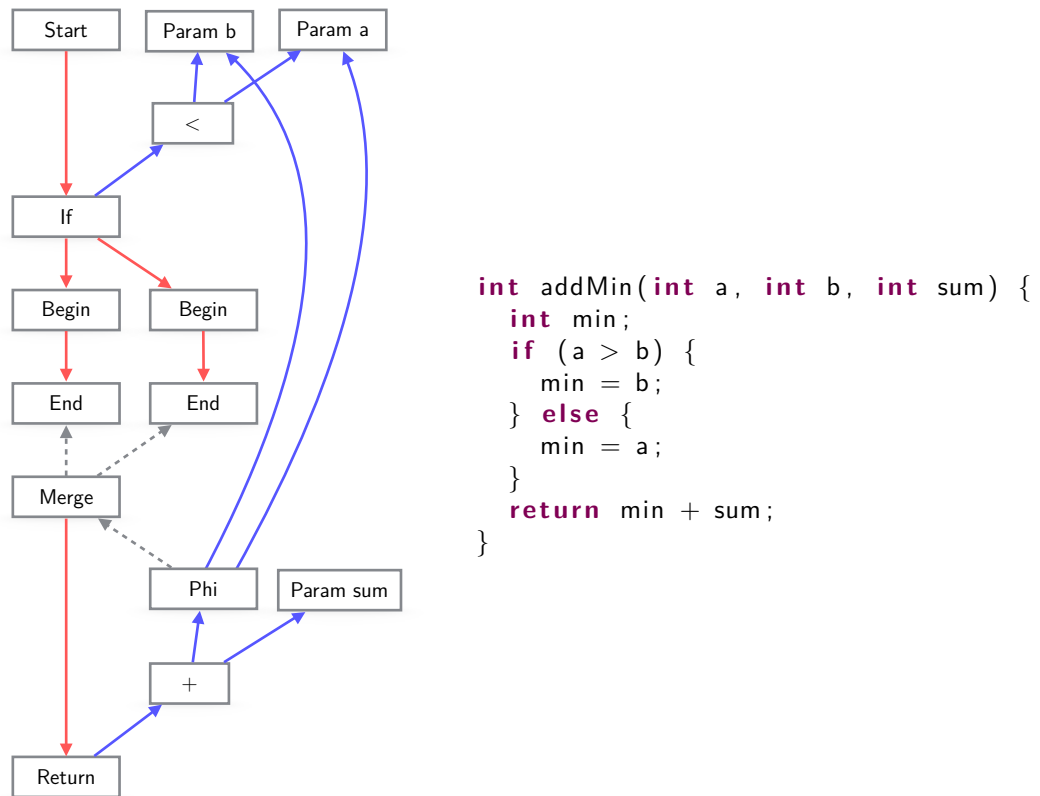 Start
Param b
Param a
<
If
Begin
Begin
End
End
Merge
Phi
Param sum
+
Return
int addMin(int a, int b, int sum) {
int min;
if (a > b) {
min = b;
} else {
min = a;
}
return min + sum;
}